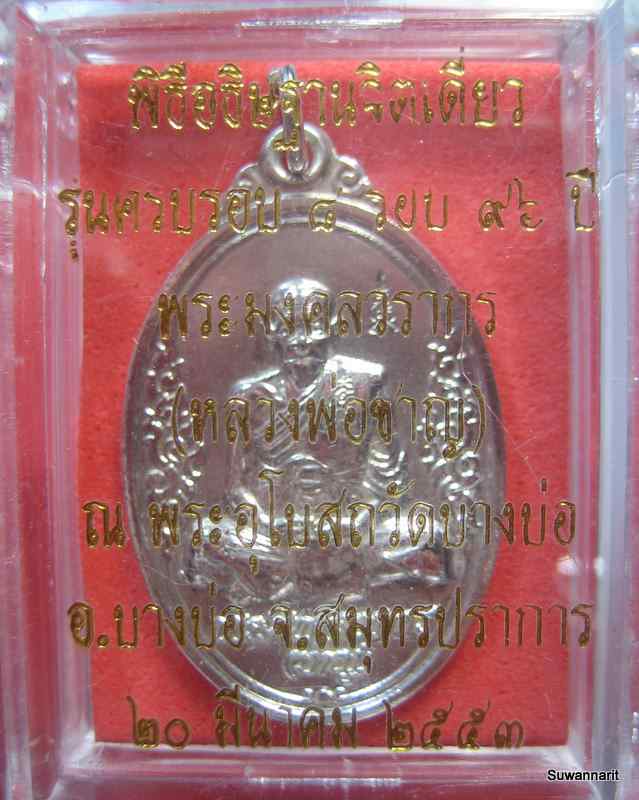 พิธีอธิษฐานจิตเดี่ยว
รุ่นครบรอบ ๘ รอบ ๙๖ ปี
พระมงคลวรากร
(หลวงพ่อชาญ)
ณ พระอุโบสถวัดบางบ่อ
อ.บางบ่อ จ.สมุทรปราการ
๒๐ มีนาคม ๒๕๕๓
Suwannarit